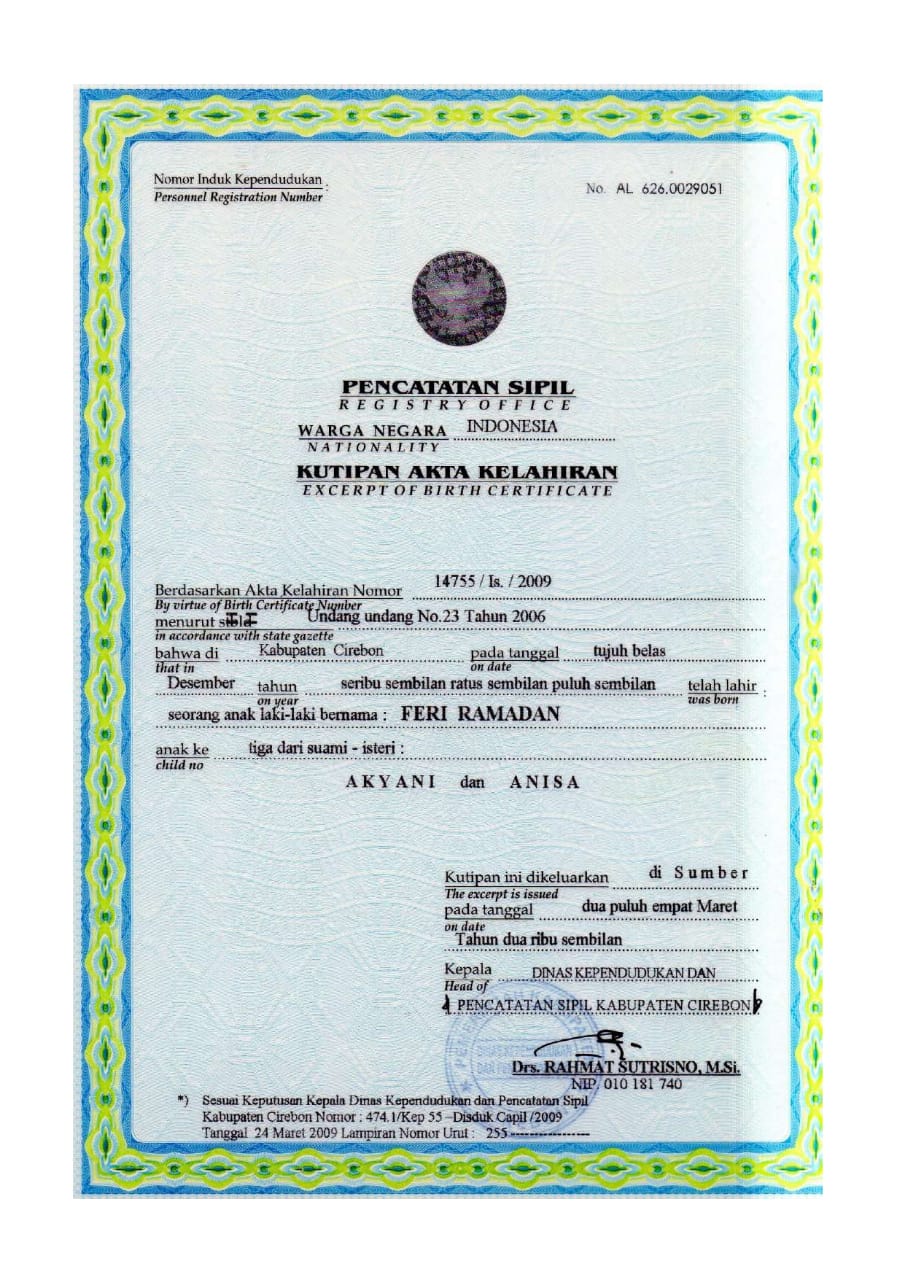 Nomor Induk Kependudukan :
Personnel Registration Number
No. AL 626.0029051
PENCATATAN SIPIL
REGISTRY OFFICE
WARGA NEGARA INDONESIA
NATIONALITY
KUTIPAN AKTA KELAHIRAN
EXCERPT OF BIRTH CERTIFICATE
Berdasarkan Akta Kelahiran Nomor 14755 / Is. / 2009
By virtue of Birth Certificate Number
menurut Undang undang No.23 Tahun 2006
in accordance with state gazette
bahwa di Kabupaten Cirebon pada tanggal tujuh belas
that in on date
Desember tahun seribu sembilan ratus sembilan puluh sembilan telah lahir :
on year was born
seorang anak laki-laki bernama : FERI RAMADAN
anak ke tiga dari suami - isteri :
child no
AKYANI dan ANISA
Kutipan ini dikeluarkan di Sumber
The excerpt is issued
pada tanggal dua puluh empat Maret
on date
Tahun dua ribu sembilan
Kepala DINAS KEPENDUDUKAN DAN
Head of
PENCATATAN SIPIL KABUPATEN CIREBON
Drs. RAHMAT SUTRISNO, M.Si.
NIP. 010 181 740
*) Sesuai Keputusan Kepala Dinas Kependudukan dan Pencatatan Sipil
Kabupaten Cirebon Nomor : 474.1/Kep 55 –Disduk Capil /2009
Tanggal 24 Maret 2009 Lampiran Nomor Urut : 255